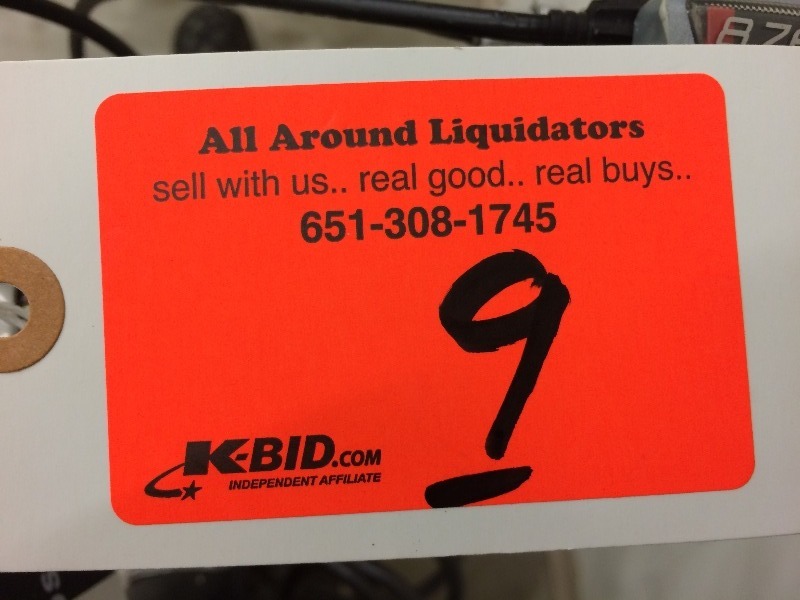 All Around Liquidators
sell with us.. real good.. real buys..
651-308-1745
9
K-BID.COM
INDEPENDENT AFFILIATE